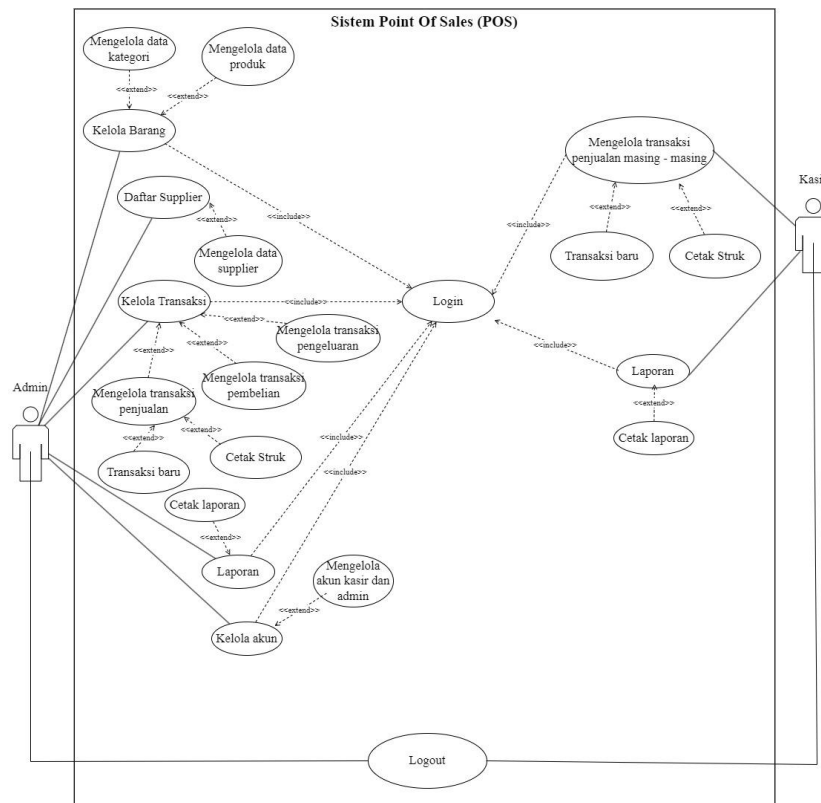 Sistem Point Of Sales (POS)
Mengelola data
kategori
Mengelola data
produk
<<extend>>
<<extend>>
Kelola Barang
Mengelola transaksi
penjualan masing - masing
Kasir
Daftar Supplier
<<extend>>
<<include>>
<<include>>
<<extend>>
<<extend>>
Mengelola data
supplier
Transaksi baru
Cetak Struk
Kelola Transaksi
<<include>>
Login
<<extend>>
Mengelola transaksi
pengeluaran
<<extend>>
<<extend>>
<<include>>
Mengelola transaksi
pembelian
Laporan
Admin
Mengelola transaksi
penjualan
<<extend>>
<<extend>>
<<extend>>
<<include>>
Cetak laporan
Transaksi baru
Cetak Struk
<<include>>
Cetak laporan
<<extend>>
Laporan
Mengelola
akun kasir dan
admin
<<extend>>
Kelola akun
Logout